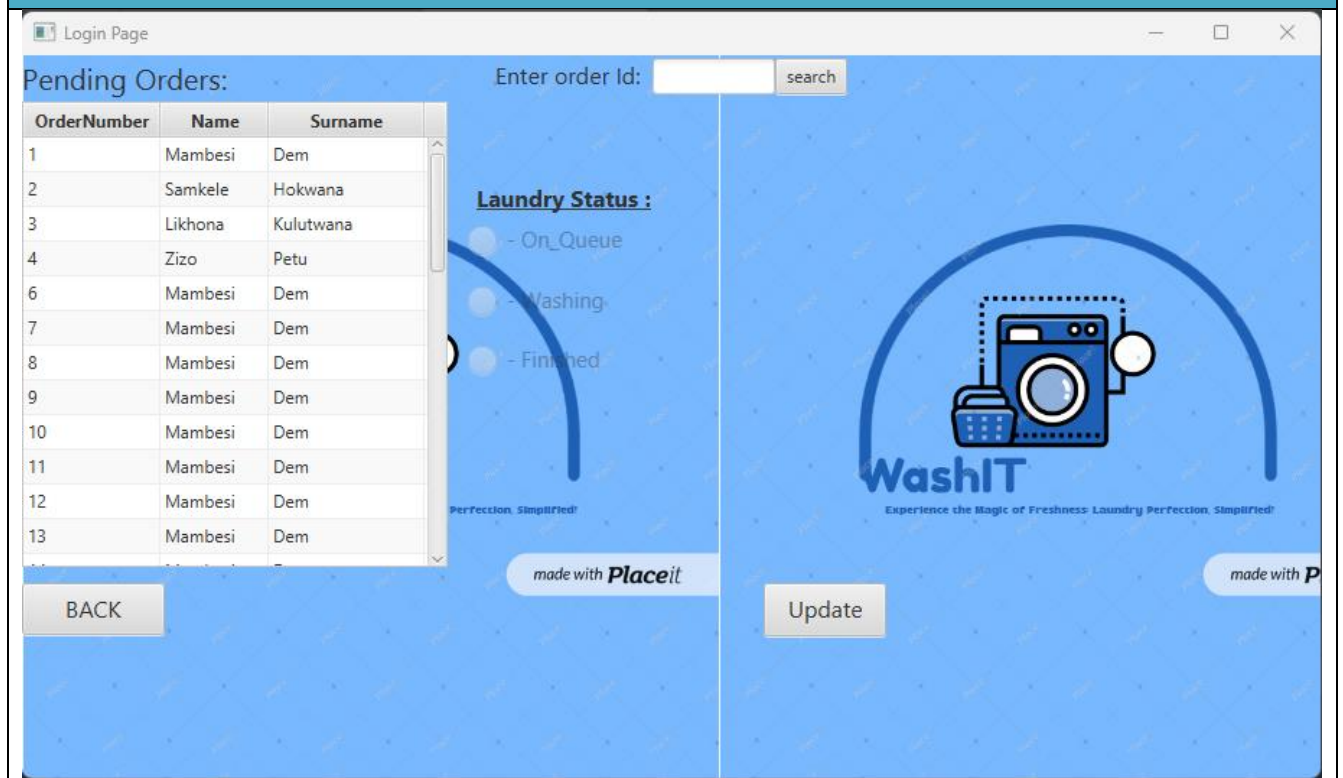 Login Page
Pending Orders:
Enter order Id:
search
OrderNumber Name Surname
1 Mambesi Dem
2 Samkele Hokwana
3 Likhona Kulutwana
4 Zizo Petu
6 Mambesi Dem
7 Mambesi Dem
8 Mambesi Dem
9 Mambesi Dem
10 Mambesi Dem
11 Mambesi Dem
12 Mambesi Dem
13 Mambesi Dem
Laundry Status :
- On_Queue
- Washing
- Finished
Perfection, Simplified!
made with Placeit
WashIT
Experience the Magic of Freshness: Laundry Perfection, Simplified!
made with P
BACK
Update